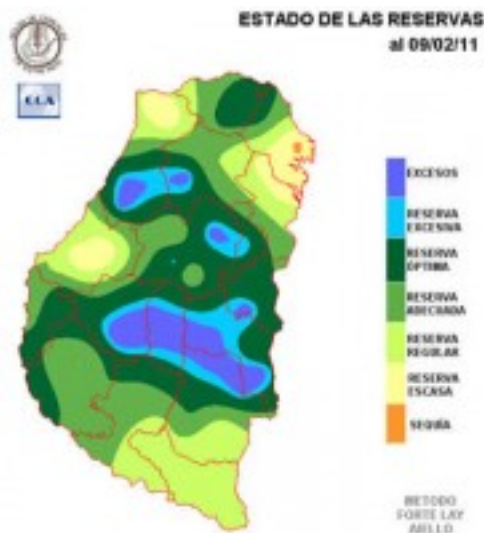 ESTADO DE LAS RESERVAS
al 09/02/11
CCA
EXCESOS
RESERVA
EXCESIVA
RESERVA
ÓPTIMA
RESERVA
ADECUADA
RESERVA
REGULAR
RESERVA
ESCASA
SEQUÍA
METODO
FORTE LAY
AIELLO